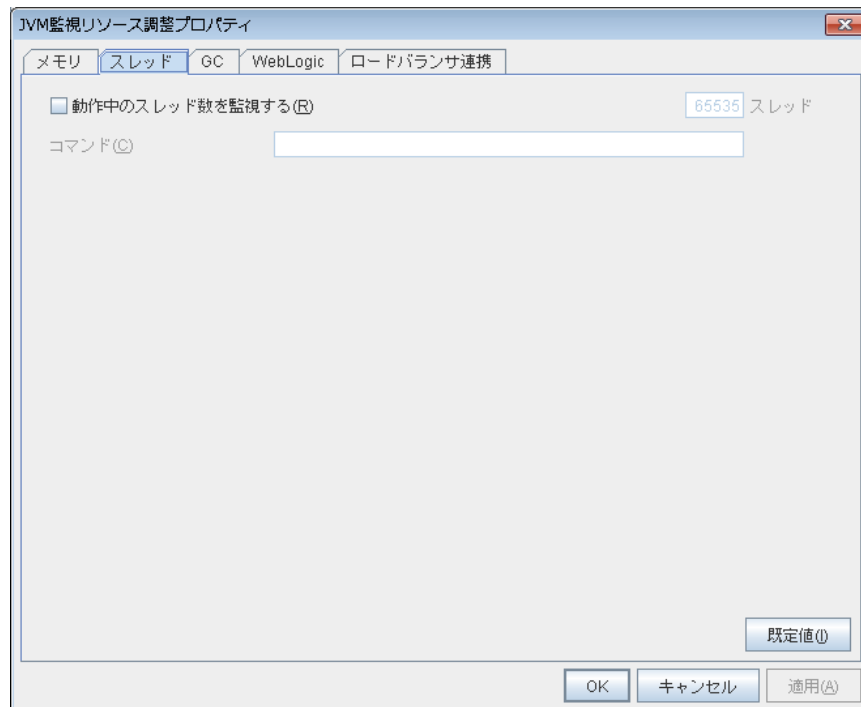 JVM監視リソース調整プロパティ
メモリ スレッド GC WebLogic ロードバランサ連携
動作中のスレッド数を監視する(R) 65535 スレッド
コマンド(C)
既定値(I)
OK キャンセル 適用(A)